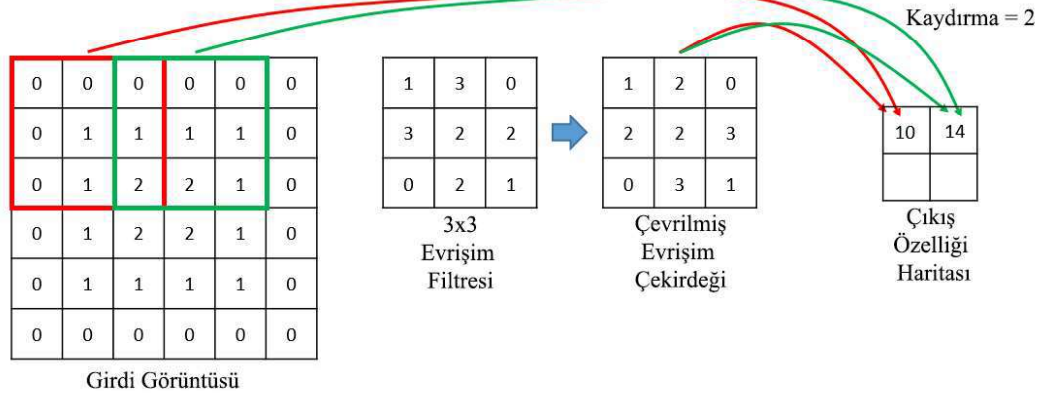 Kaydırma = 2
0 0 0 0 0 0
0 1 1 1 1 0
0 1 2 2 1 0
0 1 2 2 1 0
0 1 1 1 1 0
0 0 0 0 0 0
Girdi Görüntüsü
1 3 0
3 2 2
0 2 1
3x3
Evrişim
Filtresi
1 2 0
2 2 3
0 3 1
Çevrilmiş
Evrişim
Çekirdeği
10 14
Çıkış
Özelliği
Haritası